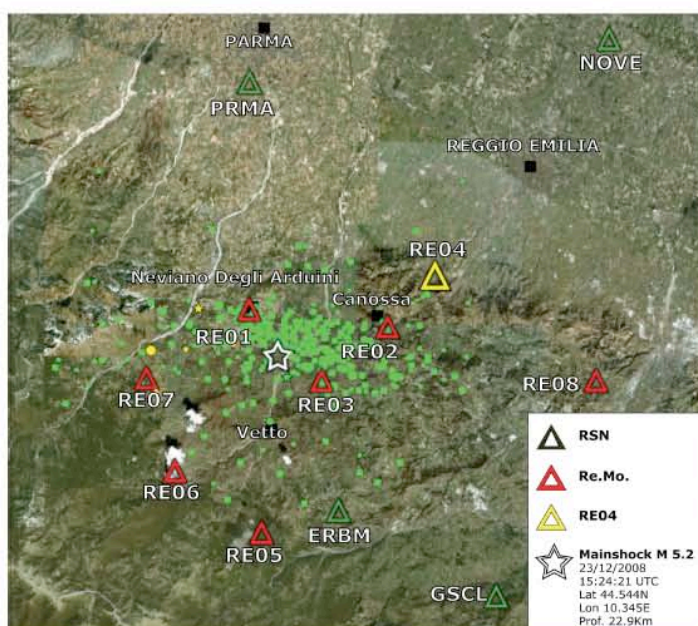 PARMA
NOVE
PRMA
REGGIO EMILIA
RE04
Neviano Degli Arduini
Canossa
RE01
RE02
RE07
RE03
RE08
Vetto
RE06
ERBM
RE05
GSCL
RSN
Re.Mo.
RE04
Mainshock M 5.2
23/12/2008
15:24:21 UTC
Lat 44.544N
Lon 10.345E
Prof. 22.9Km